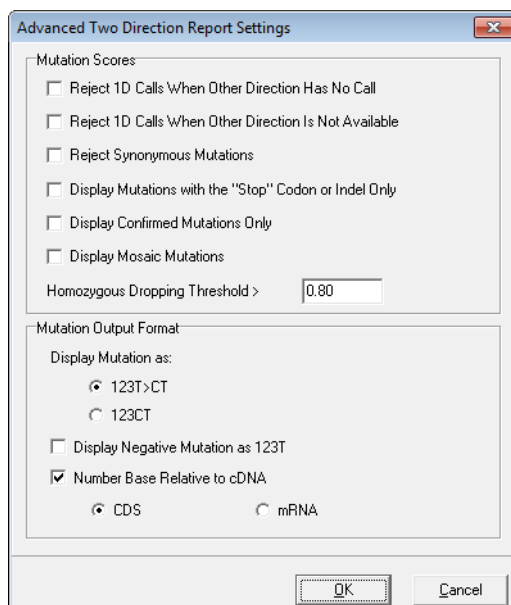 Advanced Two Direction Report Settings
Mutation Scores
Reject 1D Calls When Other Direction Has No Call
Reject 1D Calls When Other Direction Is Not Available
Reject Synonymous Mutations
Display Mutations with the "Stop" Codon or Indel Only
Display Confirmed Mutations Only
Display Mosaic Mutations
Homozygous Dropping Threshold > 0.80
Mutation Output Format
Display Mutation as:
123T>CT
123CT
Display Negative Mutation as 123T
Number Base Relative to cDNA
CDS mRNA
OK Cancel